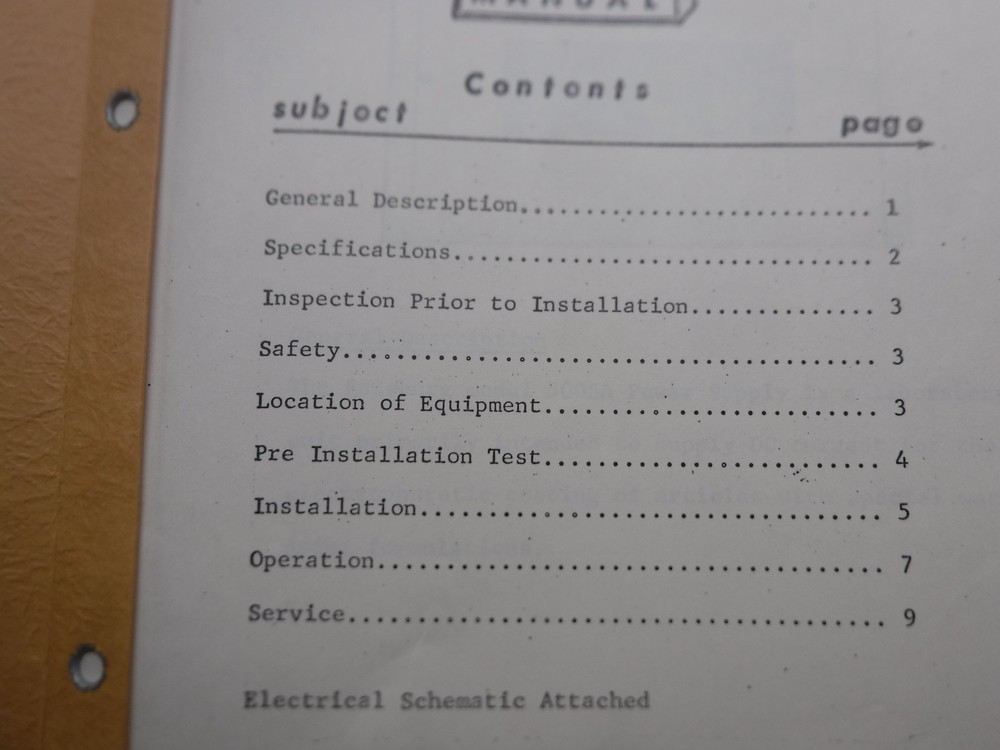 MANUAL
Contents
subject page
General Description........................... 1
Specifications................................ 2
Inspection Prior to Installation.............. 3
Safety........................................ 3
Location of Equipment......................... 3
Pre Installation Test......................... 4
Installation.................................. 5
Operation..................................... 7
Service....................................... 9
Electrical Schematic Attached